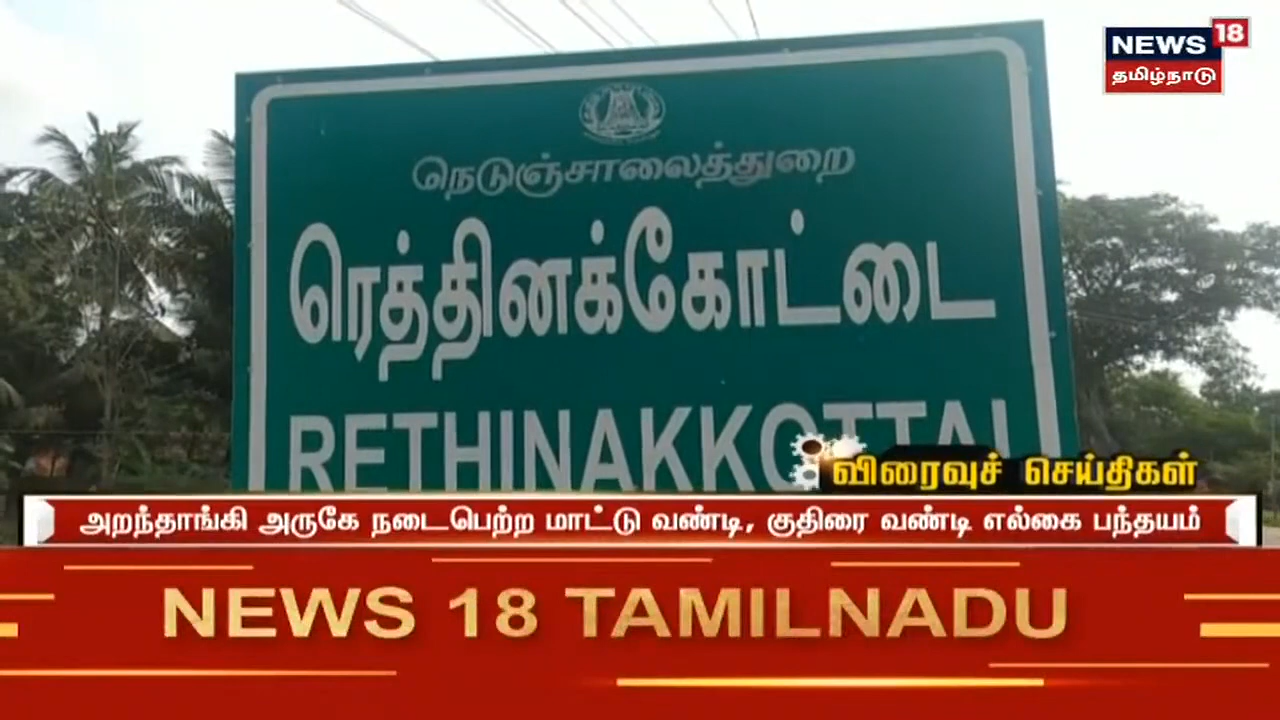 NEWS 18
தமிழ்நாடு
நெடுஞ்சாலைத்துறை
ரெத்தினக்கோட்டை
RETHINAKKOTTAI
விரைவுச் செய்திகள்
அறந்தாங்கி அருகே நடைபெற்ற மாட்டு வண்டி, குதிரை வண்டி எல்கை பந்தயம்
NEWS 18 TAMILNADU